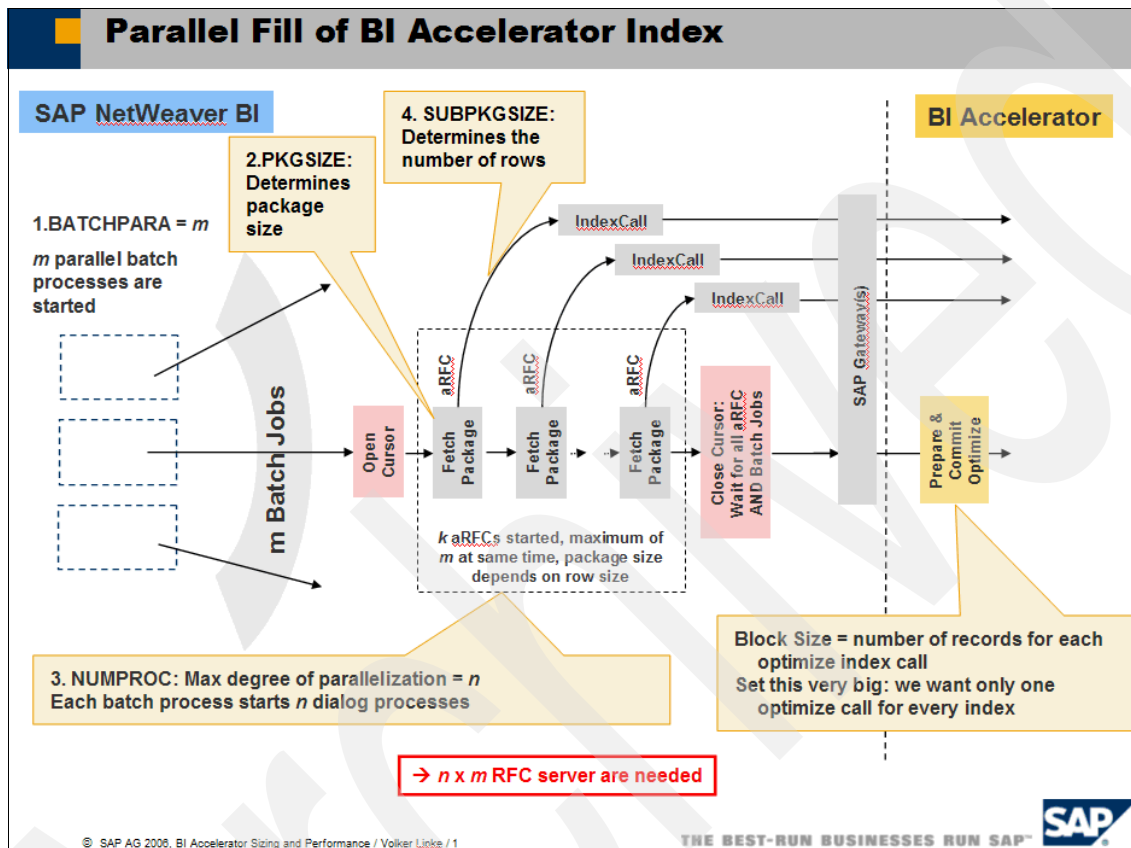 Parallel Fill of BI Accelerator Index
SAP NetWeaver BI
4. SUBPKGSIZE:
Determines the
number of rows
BI Accelerator
2.PKGSIZE:
Determines
package
size
1.BATCHPARA = m
m parallel batch
processes are
started
IndexCall
IndexCall
IndexCall
m Batch Jobs
Open
Cursor
aRFC
aRFC
aRFC
Fetch
Package
Fetch
Package
Fetch
Package
Close Cursor:
Wait for all aRFC
AND Batch Jobs
SAP Gateway(s)
Prepare &
Commit
Optimize
k aRFCs started, maximum of
m at same time, package size
depends on row size
3. NUMPROC: Max degree of parallelization = n
Each batch process starts n dialog processes
Block Size = number of records for each
optimize index call
Set this very big: we want only one
optimize call for every index
→ n x m RFC server are needed
© SAP AG 2006, BI Accelerator Sizing and Performance / Volker Lipke / 1
THE BEST-RUN BUSINESSES RUN SAP™
SAP
Archived